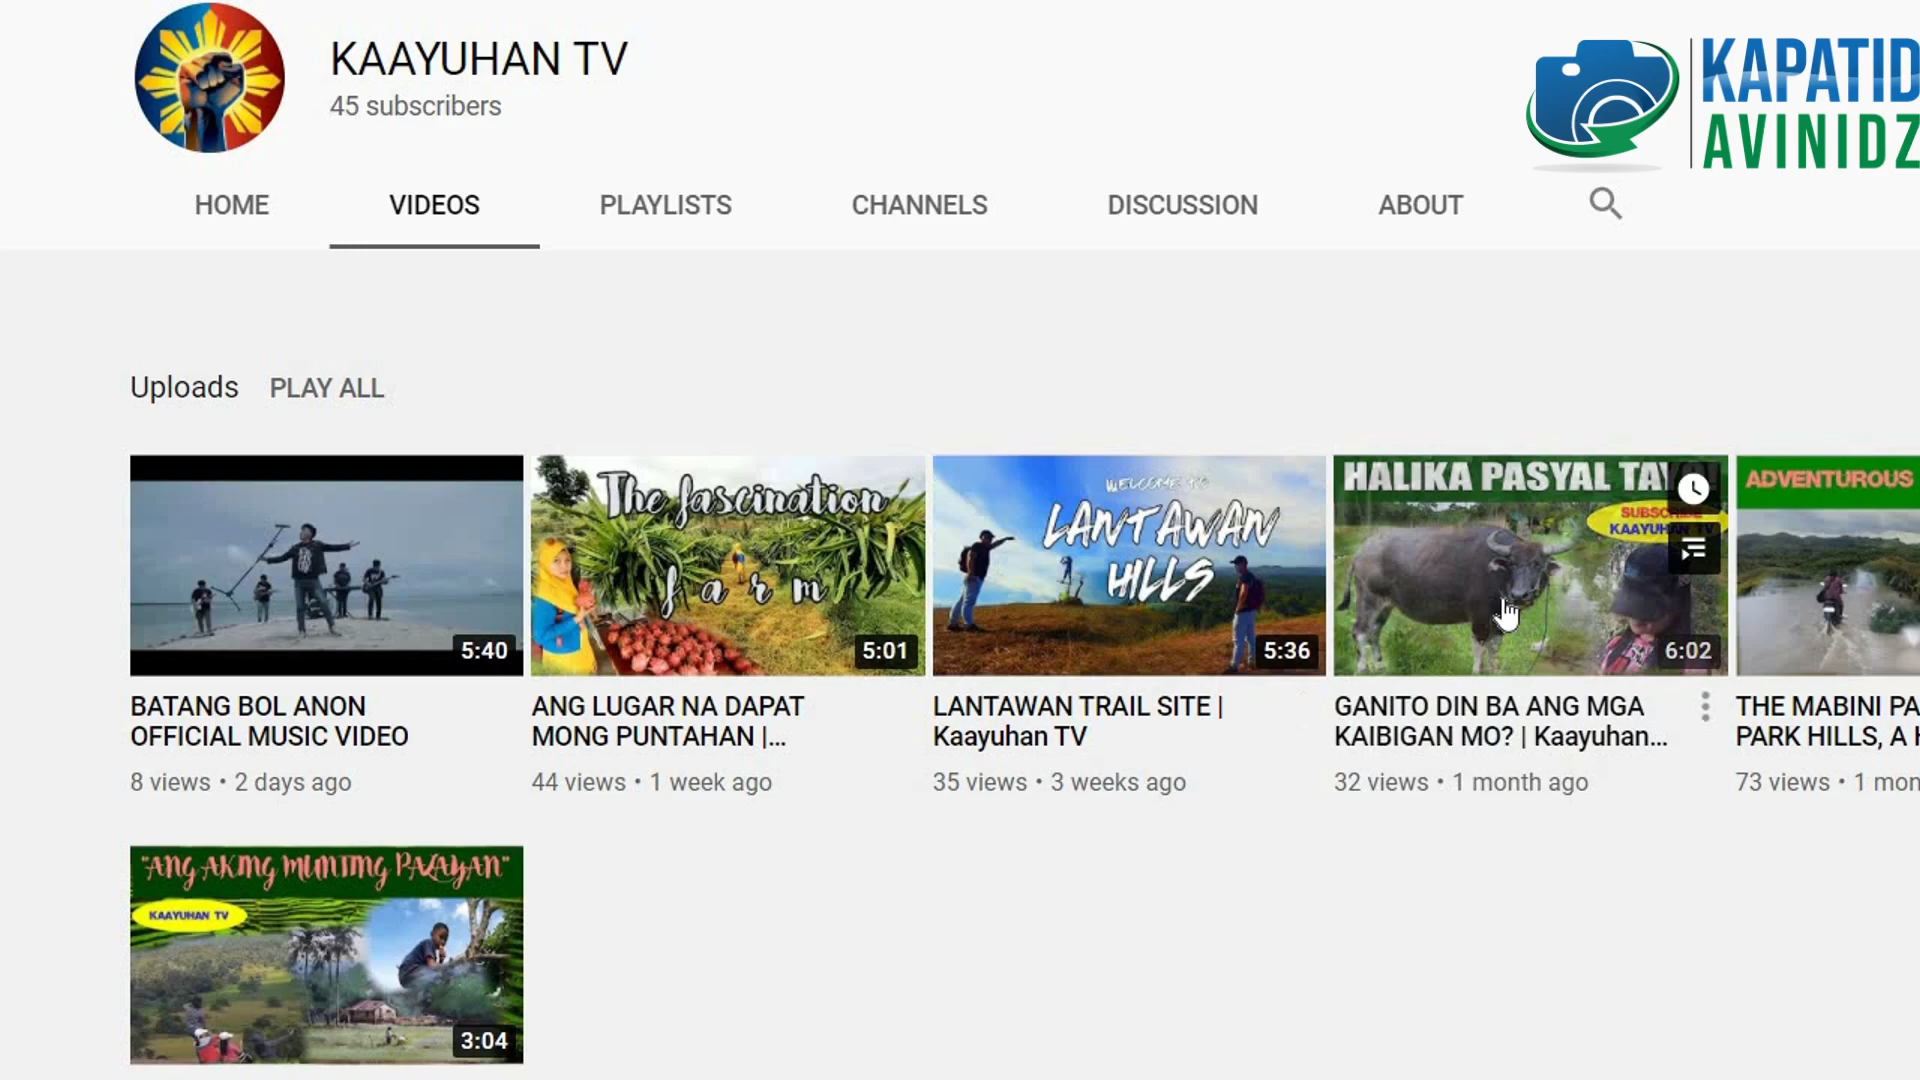 KAAYUHAN TV
45 subscribers
KAPATID
AVINIDZ
HOME VIDEOS PLAYLISTS CHANNELS DISCUSSION ABOUT
Uploads PLAY ALL
5:40
The fascination
farm
5:01
WELCOME TO
LANTAWAN
HILLS
5:36
HALIKA PASYAL
KAAYUHAN TV
6:02
ADVENTUROUS
BATANG BOL ANON
OFFICIAL MUSIC VIDEO
8 views • 2 days ago
ANG LUGAR NA DAPAT
MONG PUNTAHAN |...
44 views • 1 week ago
LANTAWAN TRAIL SITE |
Kaayuhan TV
35 views • 3 weeks ago
GANITO DIN BA ANG MGA
KAIBIGAN MO? | Kaayuhan...
32 views • 1 month ago
THE MABINI
PARK HILLS, A
73 views • 1
"ANG AKING MUNTING PALAYAN"
KAAYUHAN TV
3:04